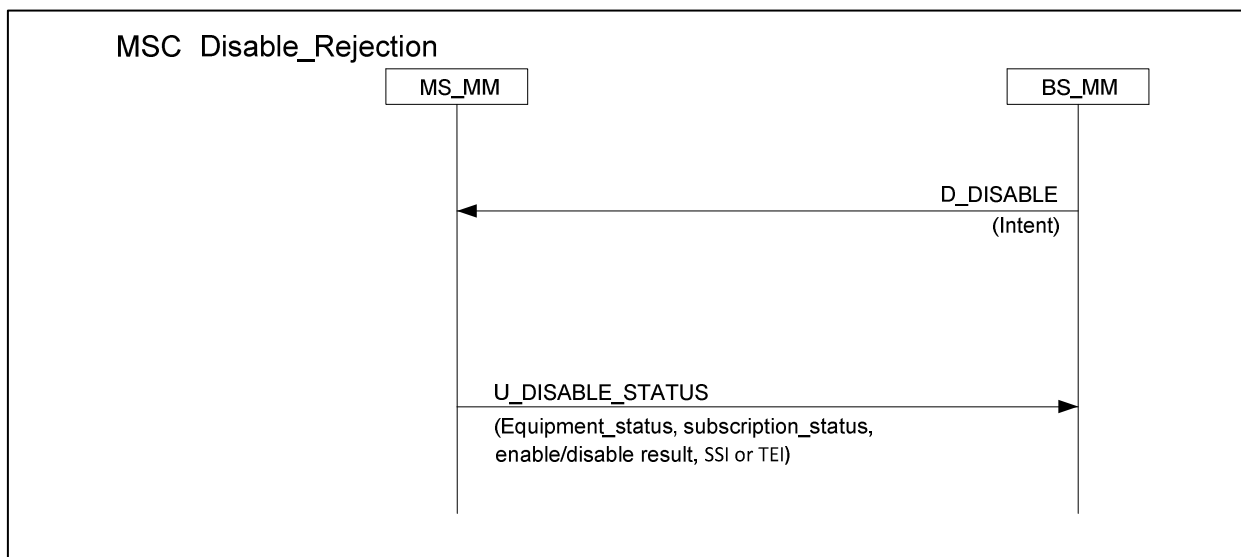 MSC Disable_Rejection
MS_MM
BS_MM
D_DISABLE
(Intent)
U_DISABLE_STATUS
(Equipment_status, subscription_status,
enable/disable result, SSI or TEI)